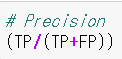 # Precision
(TP/(TP+FP))